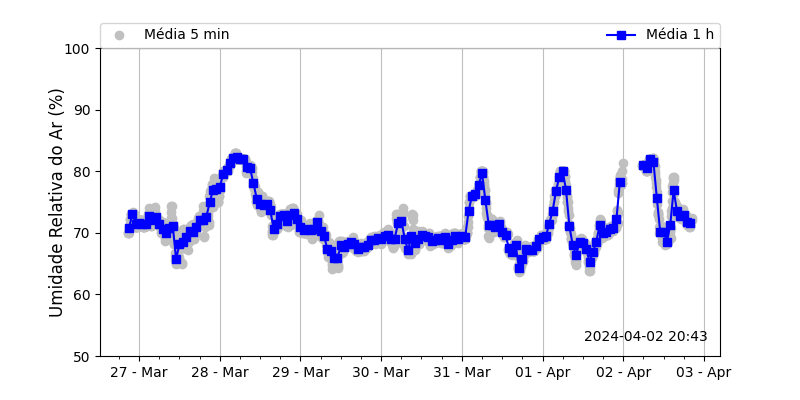 Média 5 min
Média 1 h
Umidade Relativa do Ar (%)
100
90
80
70
60
50
2024-04-02 20:43
27 - Mar
28 - Mar
29 - Mar
30 - Mar
31 - Mar
01 - Apr
02 - Apr
03 - Apr